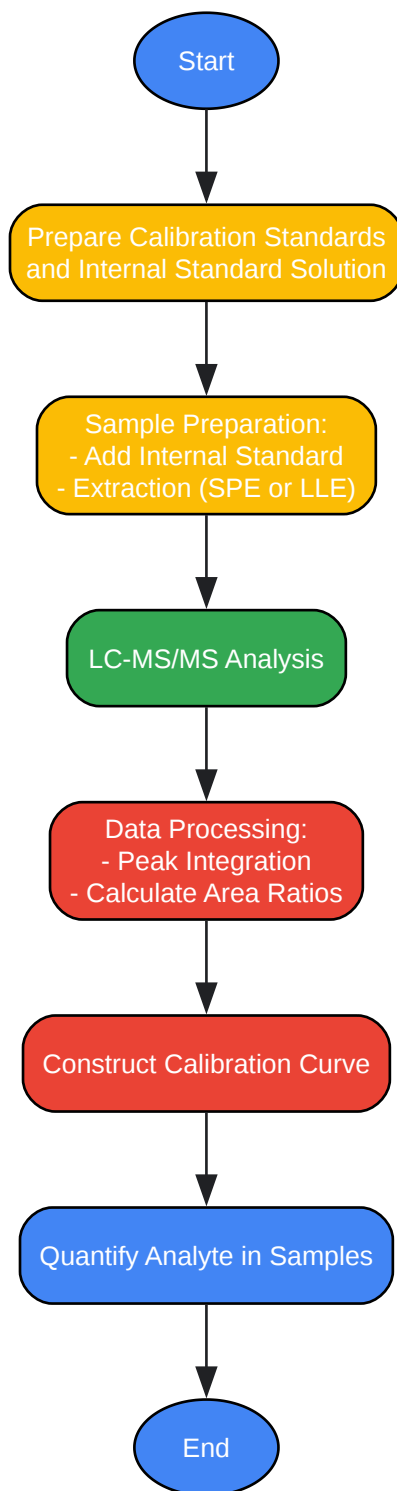 Start
Prepare Calibration Standards
and Internal Standard Solution
Sample Preparation:
- Add Internal Standard
- Extraction (SPE or LLE)
LC-MS/MS Analysis
Data Processing:
- Peak Integration
- Calculate Area Ratios
Construct Calibration Curve
Quantify Analyte in Samples
End